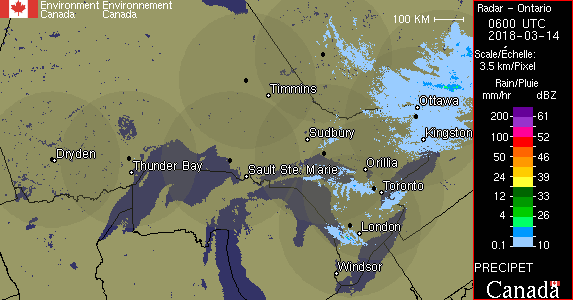 Environment Environnement
Canada Canada
100 KM
Radar - Ontario
0600 UTC
2018-03-14
Scale/Échelle:
3.5 km/Pixel
Rain/Pluie
mm/hr dBZ
200 61
100 52
50 46
24 39
12 33
4 26
1 18
0.1 10
PRECIPET
Canada
Timmins
Ottawa
Sudbury
Kingston
Dryden
Thunder Bay
Sault Ste. Marie
Orillia
Toronto
London
Windsor